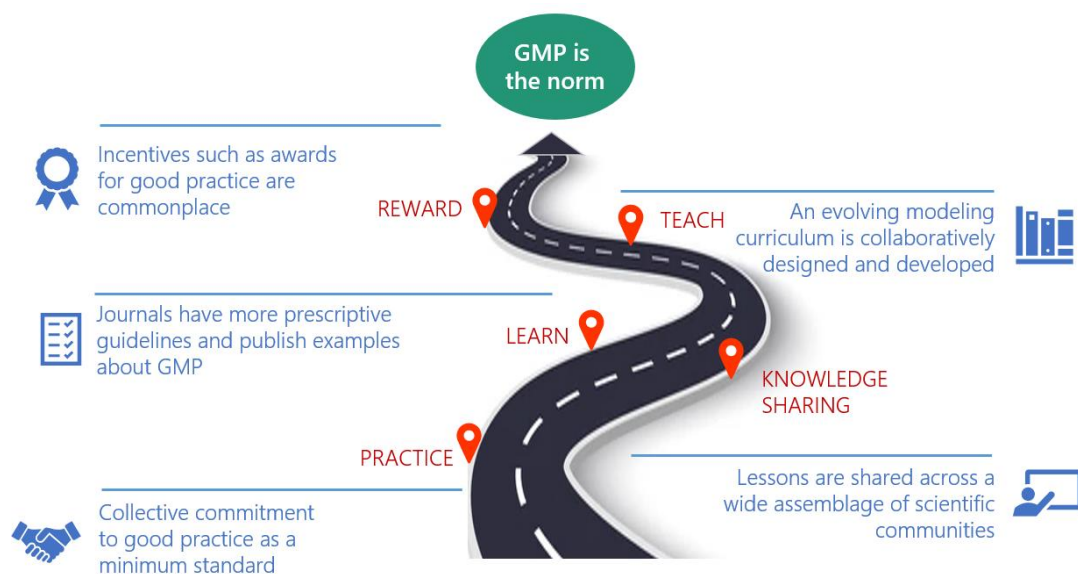 GMP is
the norm
Incentives such as awards
for good practice are
commonplace
REWARD
TEACH
An evolving modeling
curriculum is collaboratively
designed and developed
Journals have more prescriptive
guidelines and publish examples
about GMP
LEARN
KNOWLEDGE
SHARING
PRACTICE
Lessons are shared across a
wide assemblage of scientific
communities
Collective commitment
to good practice as a
minimum standard